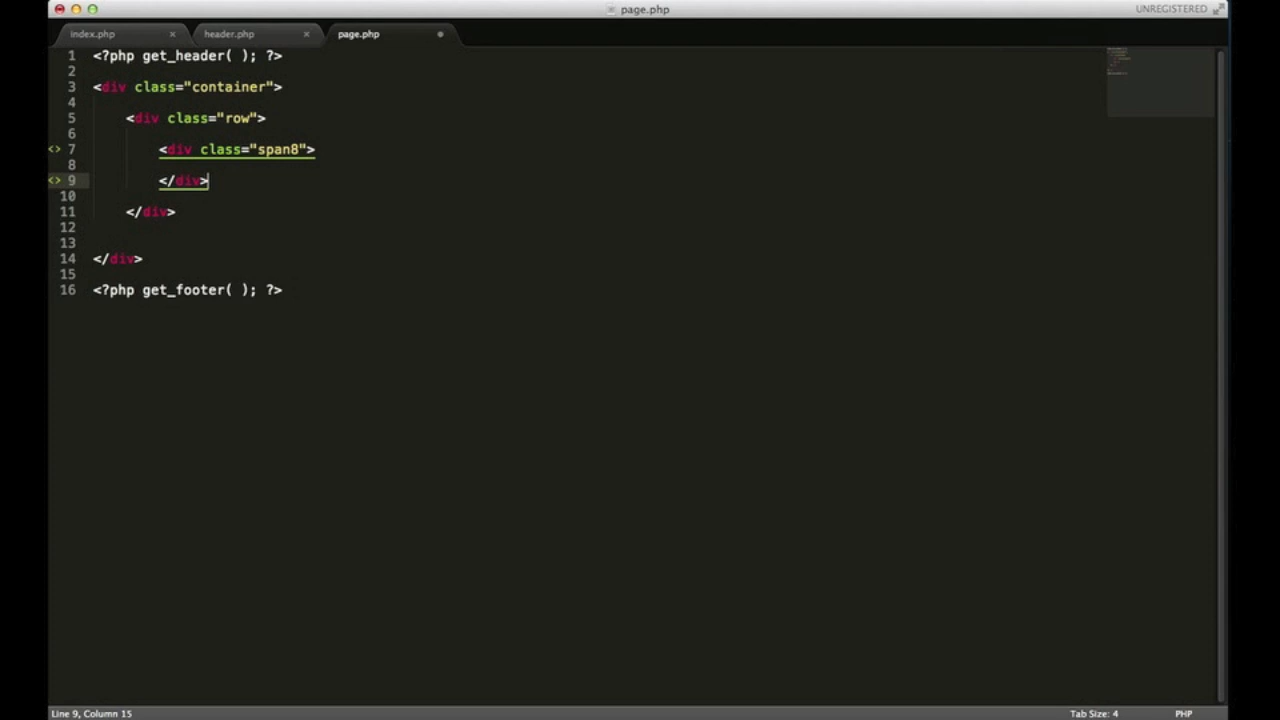 page.php
UNREGISTERED
index.php × header.php × page.php
1 <?php get_header( ); ?>
2
3 <div class="container">
4
5 <div class="row">
6
<> 7 <div class="span8">
8
<> 9 </div>
10
11 </div>
12
13
14 </div>
15
16 <?php get_footer( ); ?>
Line 9, Column 15
Tab Size: 4
PHP